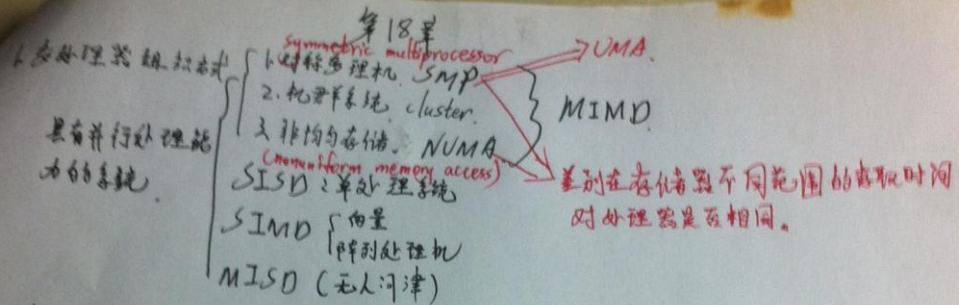 第18章
symmetric multiprocessor
1. 多处理器组织方式
1. 对称多理机. SMP
UMA.
2. 机群系统. cluster.
MIMD.
具有并行处理能
3. 非均匀存储. NUMA
力的系统.
(nonuniform memory access)
差别在存储器不同范围的存取时间
对处理器是否相同。
SISD:单处理系统
SIMD
向量
阵列处理机
MISD (无人问津)